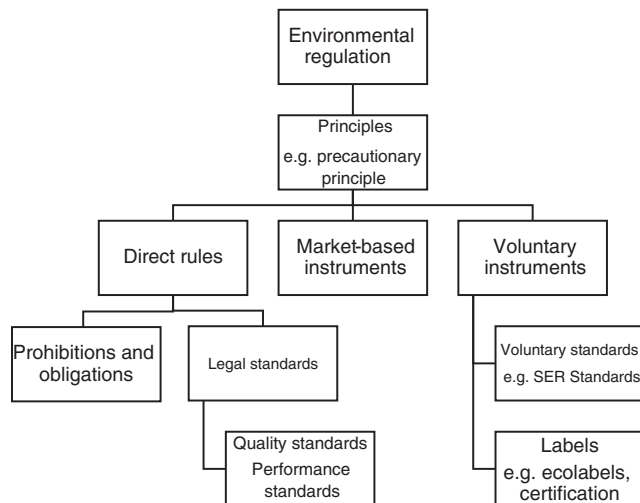 Environmental
regulation
Principles
e.g. precautionary
principle
Direct rules
Market-based
instruments
Voluntary
instruments
Prohibitions and
obligations
Legal standards
Voluntary standards
e.g. SER Standards
Quality standards
Performance
standards
Labels
e.g. ecolabels,
certification